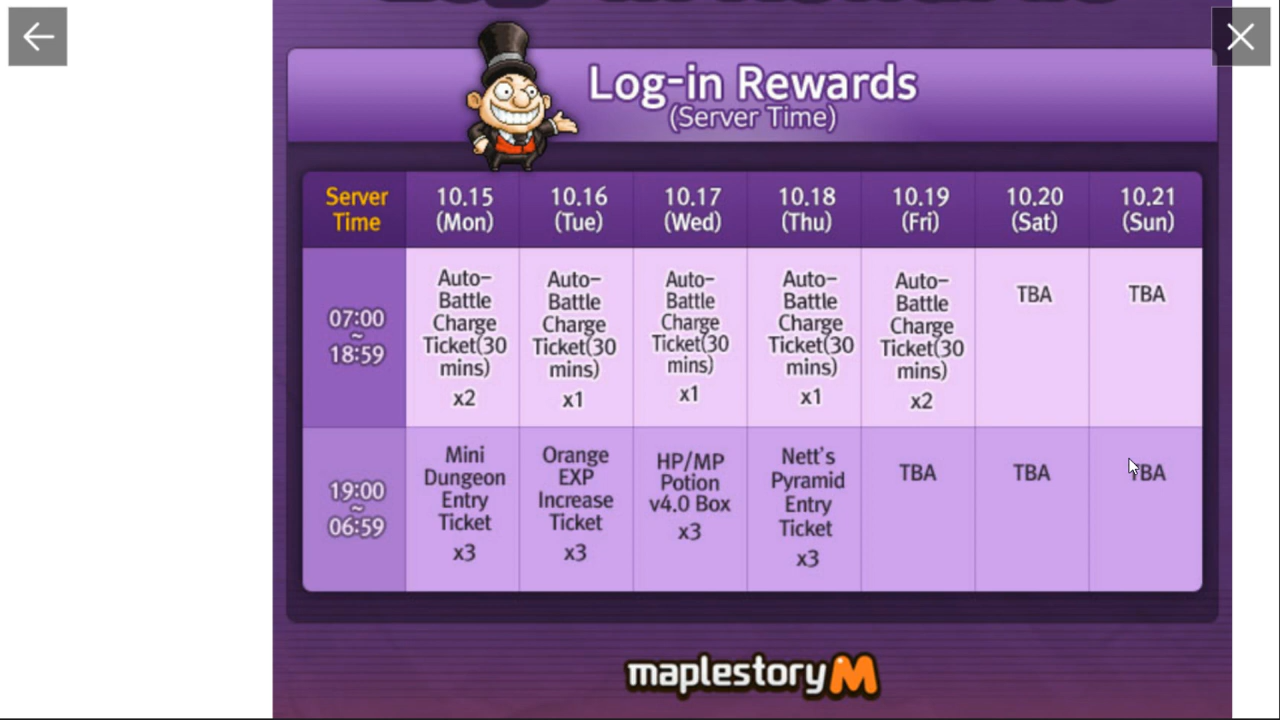 Log-in Rewards
(Server Time)
Server Time
10.15 (Mon)
10.16 (Tue)
10.17 (Wed)
10.18 (Thu)
10.19 (Fri)
10.20 (Sat)
10.21 (Sun)
07:00 ~ 18:59
Auto-Battle Charge Ticket(30 mins) x2
Auto-Battle Charge Ticket(30 mins) x1
Auto-Battle Charge Ticket(30 mins) x1
Auto-Battle Charge Ticket(30 mins) x1
Auto-Battle Charge Ticket(30 mins) x2
TBA
TBA
19:00 ~ 06:59
Mini Dungeon Entry Ticket x3
Orange EXP Increase Ticket x3
HP/MP Potion v4.0 Box x3
Nett's Pyramid Entry Ticket x3
TBA
TBA
TBA
maplestory M